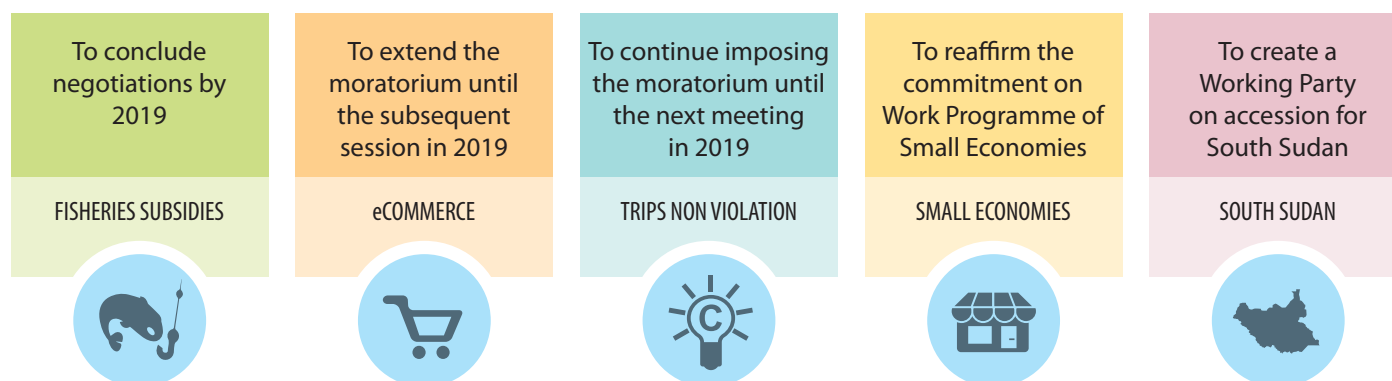 To conclude
negotiations by
2019
FISHERIES SUBSIDIES
To extend the
moratorium until
the subsequent
session in 2019
eCOMMERCE
To continue imposing
the moratorium until
the next meeting
in 2019
TRIPS NON VIOLATION
C
To reaffirm the
commitment on
Work Programme of
Small Economies
SMALL ECONOMIES
To create a
Working Party
on accession for
South Sudan
SOUTH SUDAN